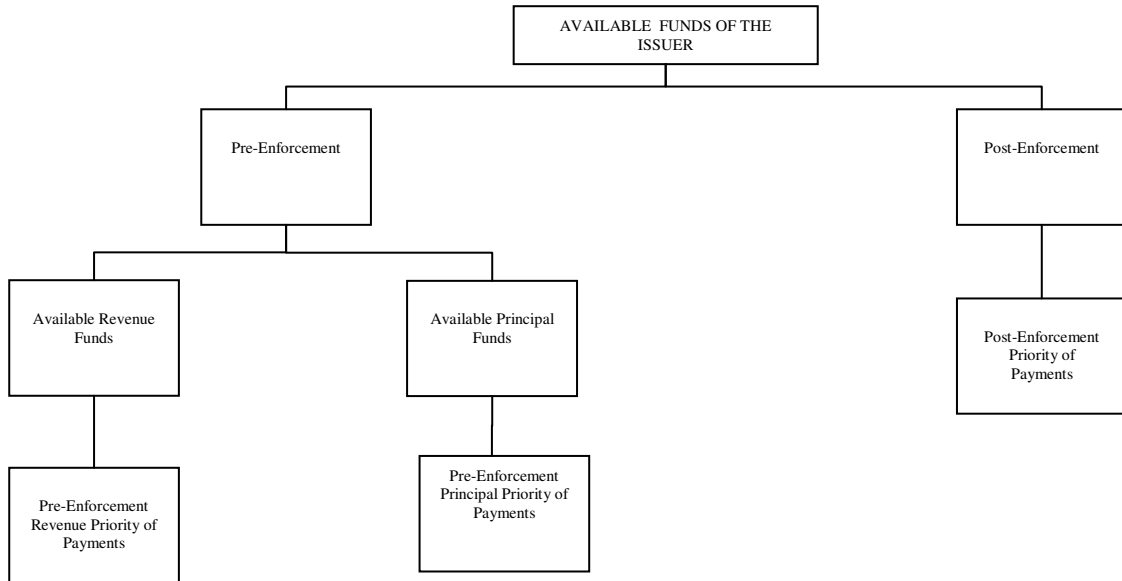 AVAILABLE FUNDS OF THE
ISSUER
Pre-Enforcement
Post-Enforcement
Available Revenue
Funds
Available Principal
Funds
Post-Enforcement
Priority of
Payments
Pre-Enforcement
Revenue Priority of
Payments
Pre-Enforcement
Principal Priority of
Payments